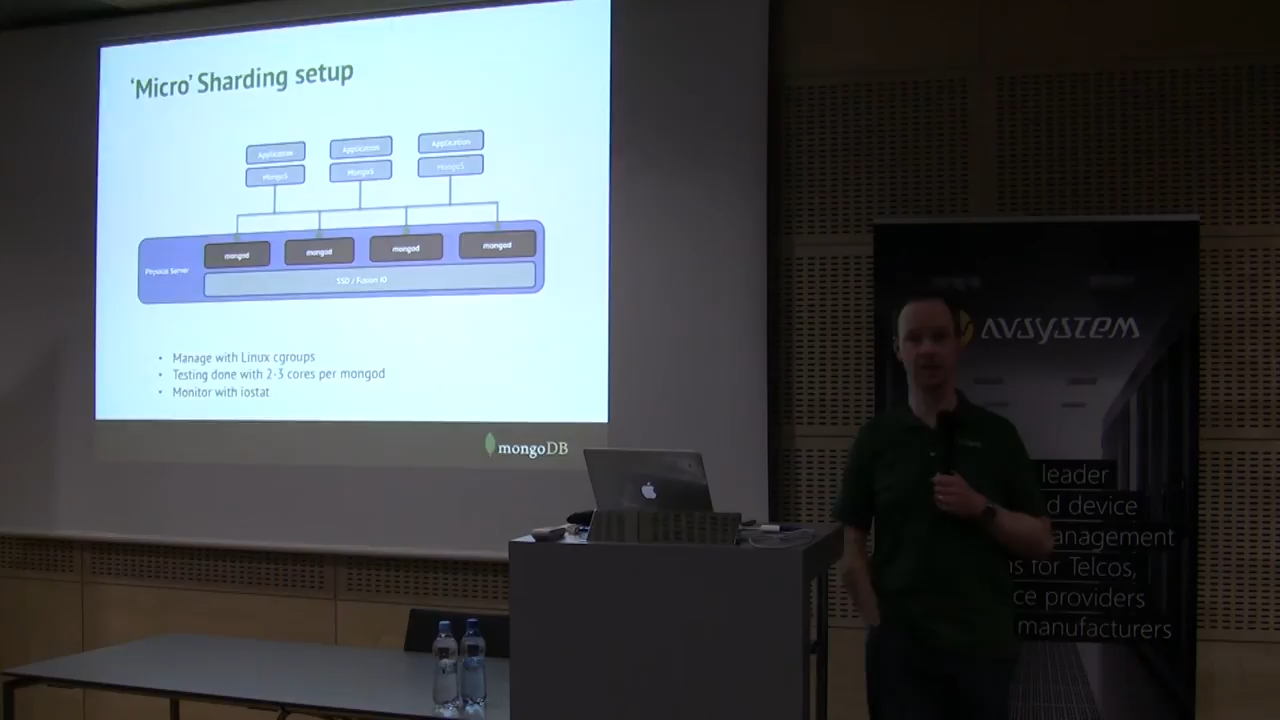 'Micro' Sharding setup
Application
Application
Application
MongoS
MongoS
MongoS
Physical Server
mongod
mongod
mongod
mongod
SSD / Fusion IO
• Manage with Linux cgroups
• Testing done with 2-3 cores per mongod
• Monitor with iostat
mongoDB
AVSYSTEM
leader
d device
anagement
s for Telcos,
ce providers
manufacturers